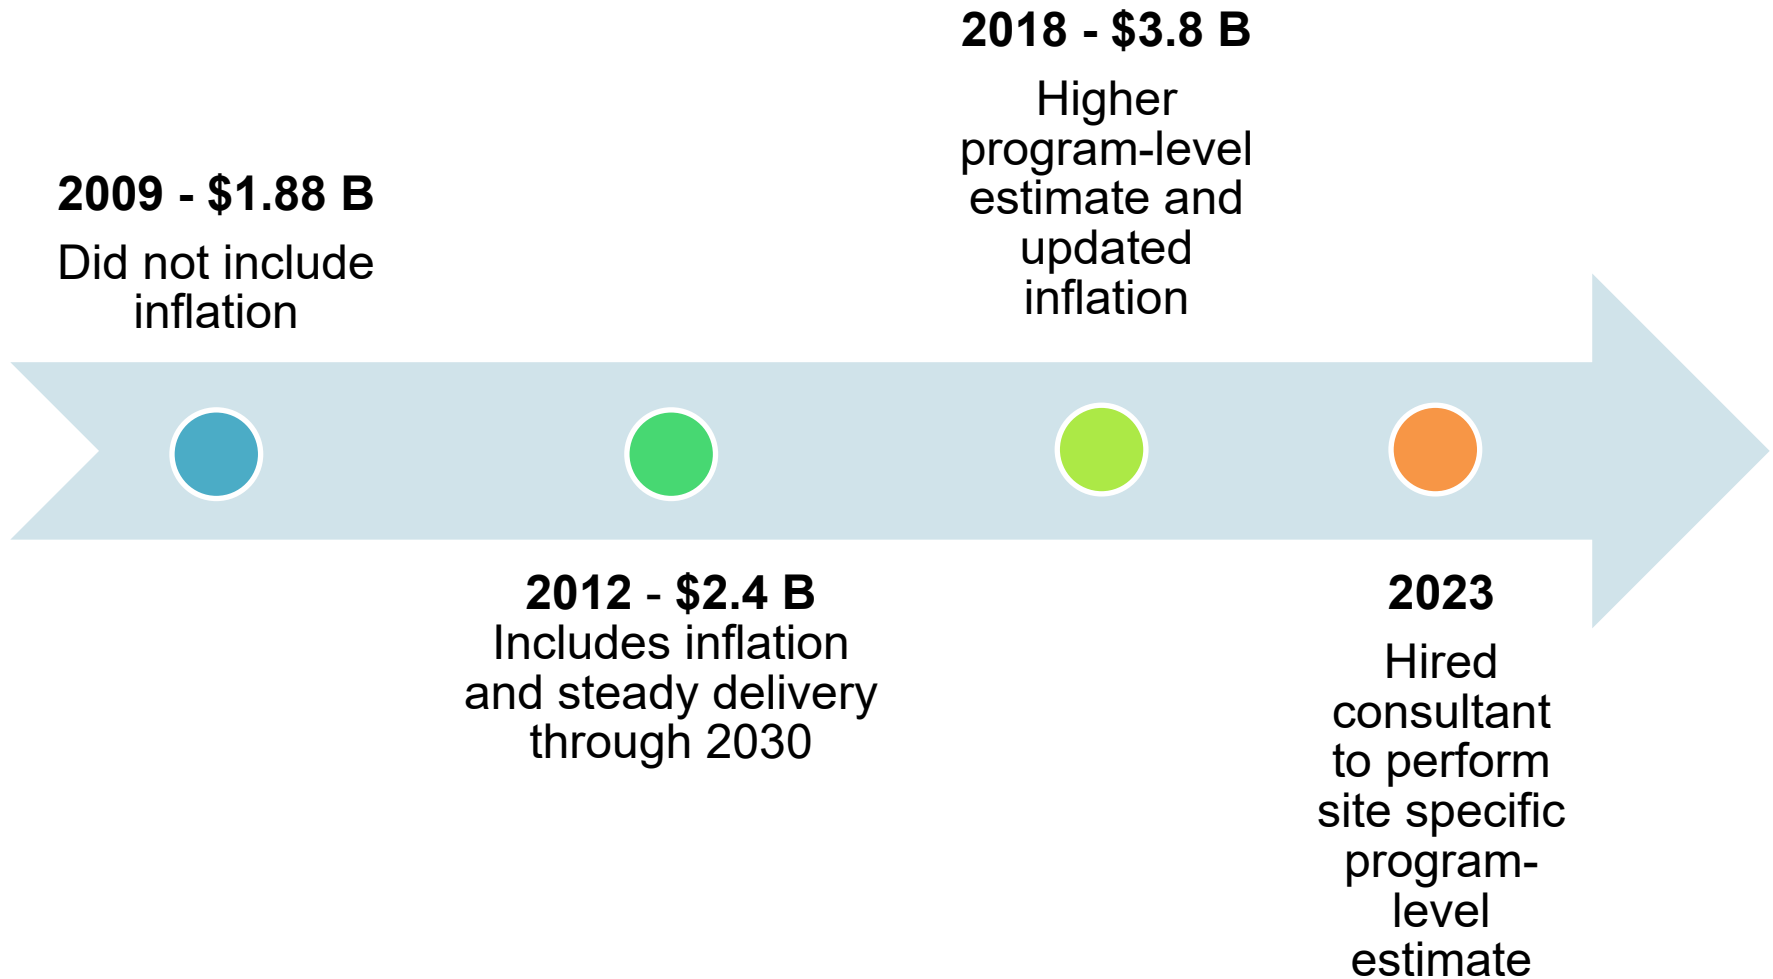 2009 - $1.88 B
Did not include
inflation
2012 - $2.4 B
Includes inflation
and steady delivery
through 2030
2018 - $3.8 B
Higher
program-level
estimate and
updated
inflation
2023
Hired
consultant
to perform
site specific
program-
level
estimate